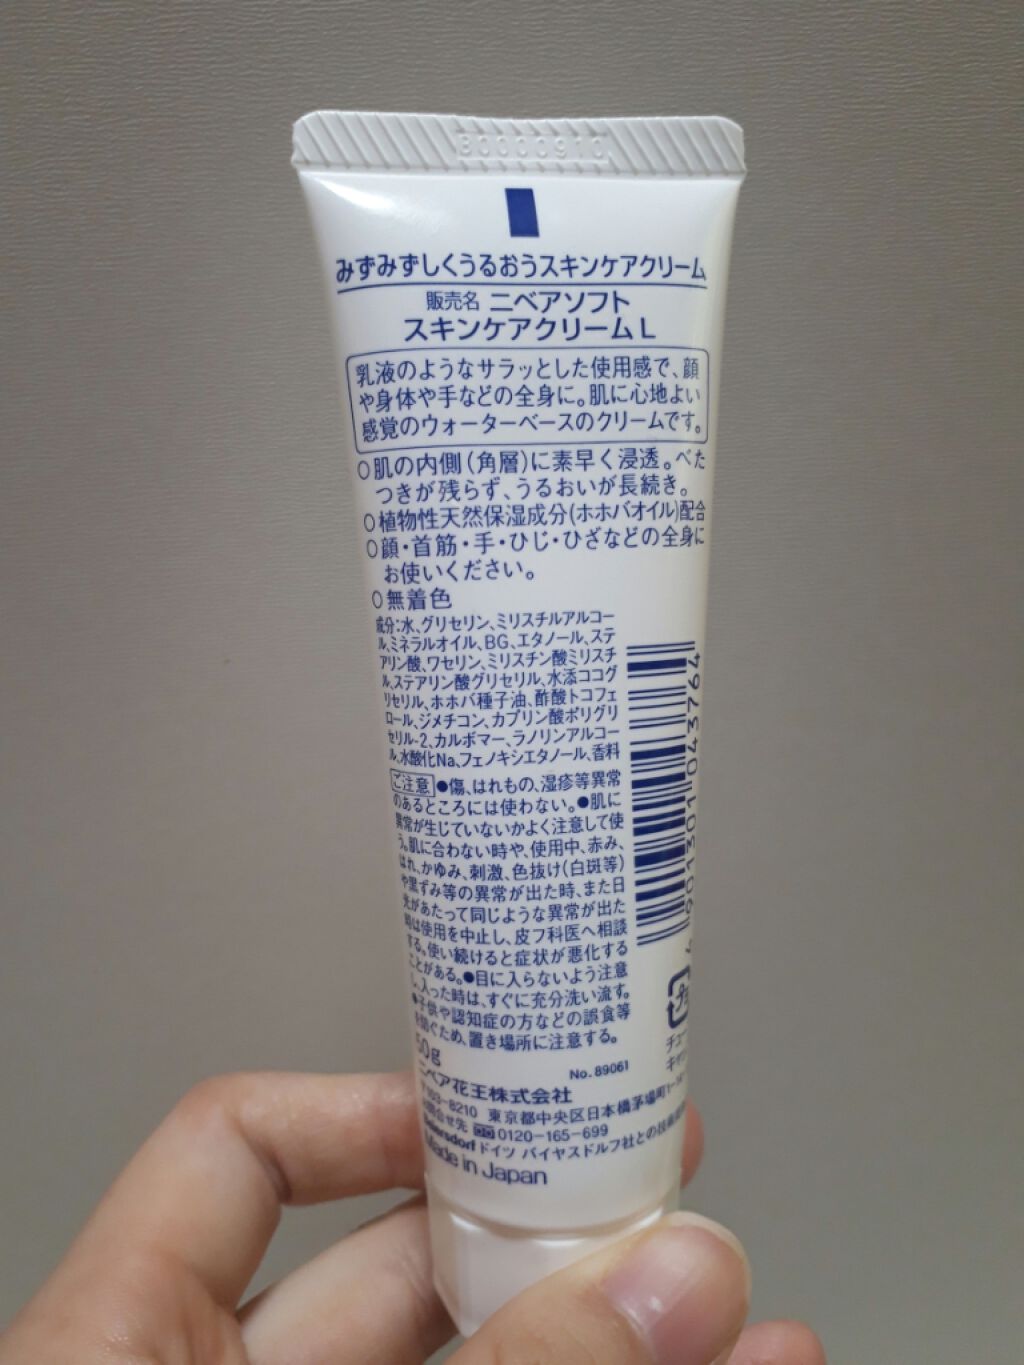 みずみずしくうるおうスキンケアクリーム
販売名 ニベアソフト
スキンケアクリームL
乳液のようなサラッとした使用感で、顔
や身体や手などの全身に。肌に心地よい
感覚のウォーターベースのクリームです。
○肌の内側(角層)に素早く浸透。べた
つきが残らず、うるおいが長続き。
○植物性天然保湿成分(ホホバオイル)配合
○顔・首筋・手・ひじ・ひざなどの全身に
お使いください。
○無着色
成分:水、グリセリン、ミリスチルアルコー
ル、ミネラルオイル、BG、エタノール、ステ
アリン酸、ワセリン、ミリスチン酸ミリスチ
ル、ステアリン酸グリセリル、水添ココグ
リセリル、ホホバ種子油、酢酸トコフェ
ロール、ジメチコン、カプリン酸ポリグリ
セリル-2、カルボマー、ラノリンアルコー
ル、水酸化Na、フェノキシエタノール、香料
ご注意 ●傷、はれもの、湿疹等異常
のあるところには使わない。●肌に
異常が生じていないかよく注意して使
う。肌に合わない時や、使用中、赤み、
はれ、かゆみ、刺激、色抜け(白斑等)
や黒ずみ等の異常が出た時、また日
光があたって同じような異常が出た
時は使用を中止し、皮フ科医へ相談
する。使い続けると症状が悪化する
ことがある。●目に入らないよう注意
し、入った時は、すぐに充分洗い流す。
●子供や認知症の方などの誤食等
を防ぐため、置き場所に注意する。
50g
No.89061
ニベア花王株式会社
〒103-8210 東京都中央区日本橋茅場町1-14
お問合せ先 0120-165-699
Beiersdorf ドイツ バイヤスドルフ社との技術
Made in Japan
4 901301 043764
プラ
チュー
キャ